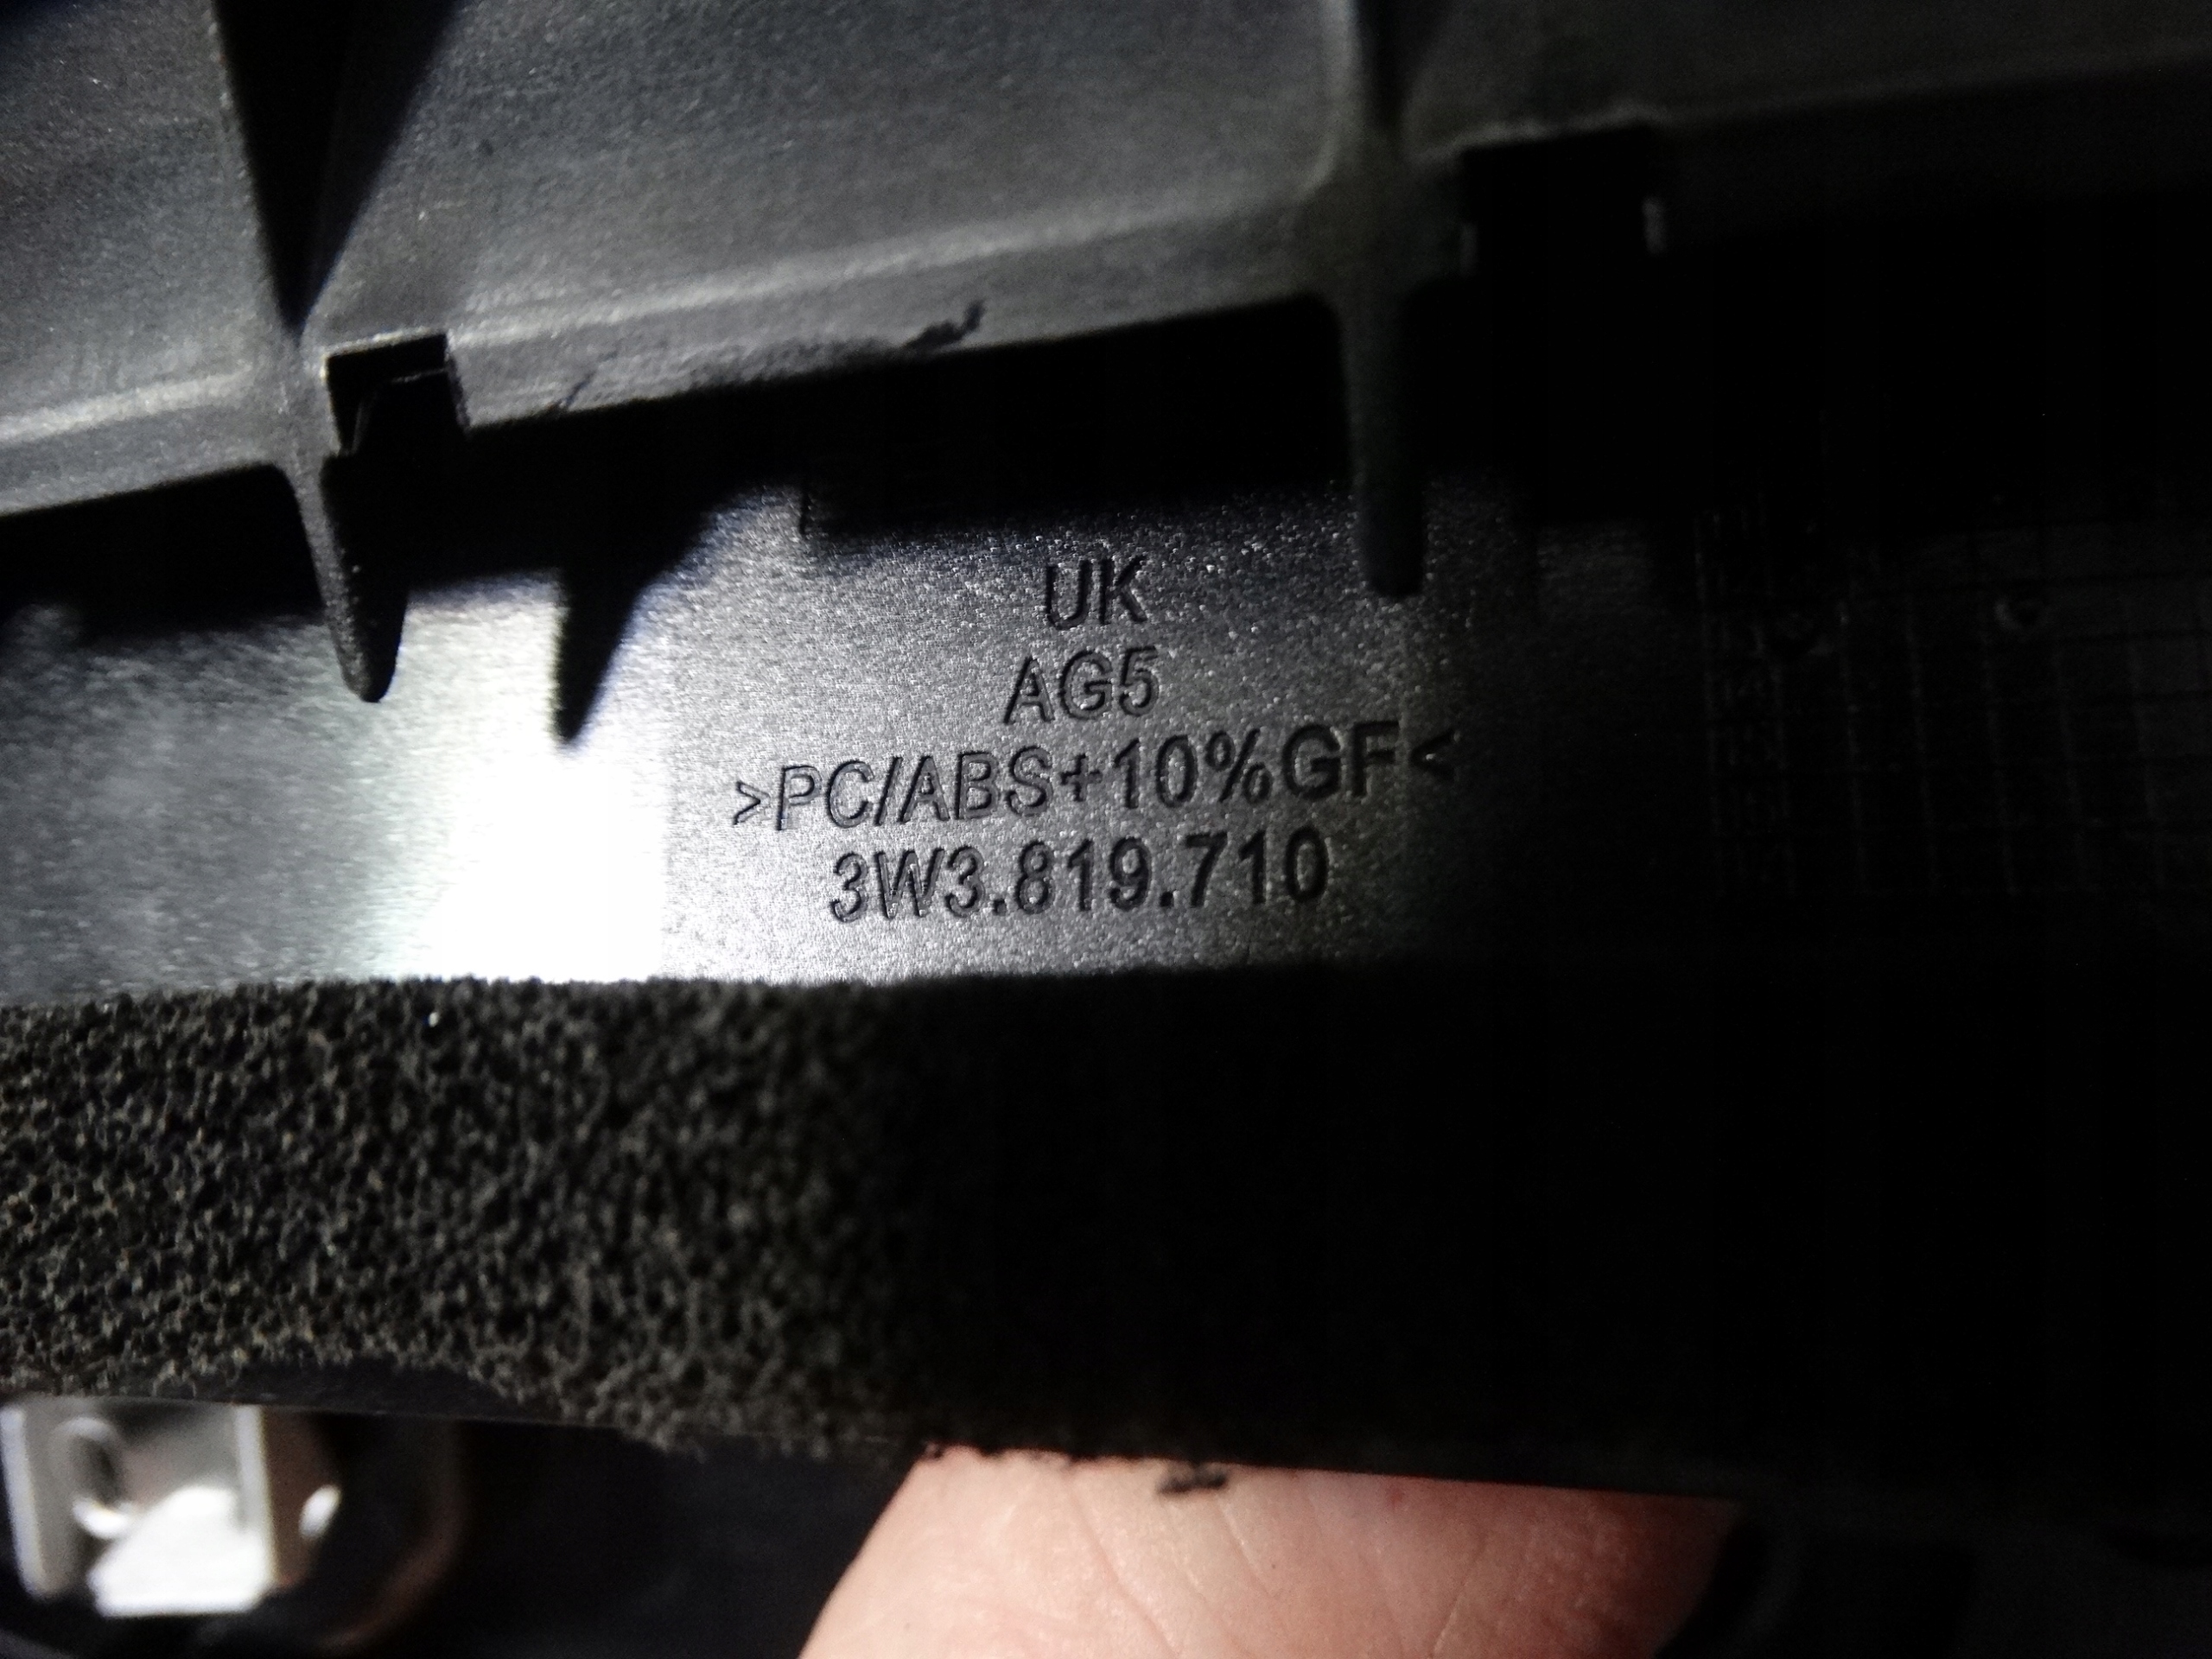 UK
AG5
>PC/ABS+10%GF<
3W3.819.710